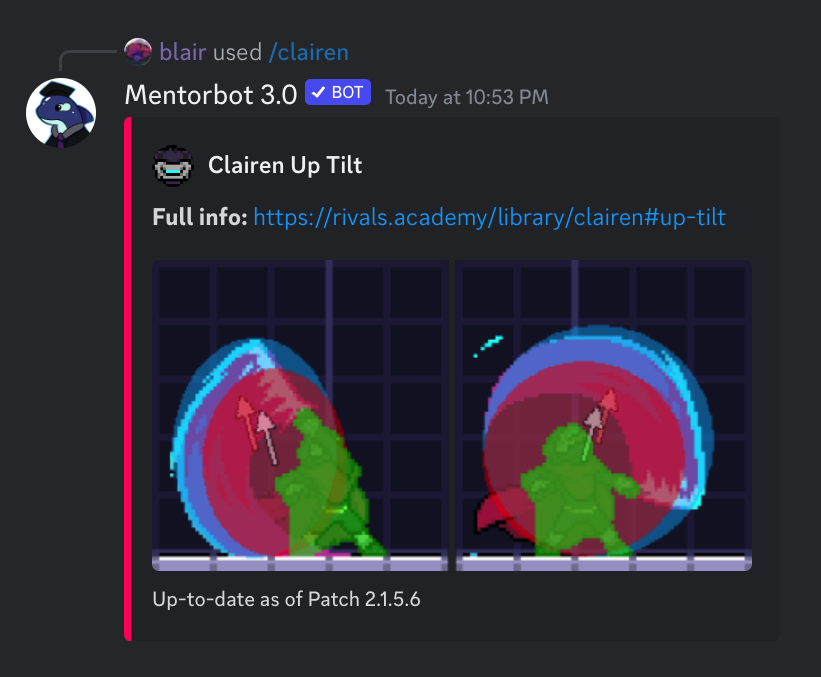 blair used /clairen
Mentorbot 3.0 ✓ BOT Today at 10:53 PM
Clairen Up Tilt
Full info: https://rivals.academy/library/clairen#up-tilt
Up-to-date as of Patch 2.1.5.6